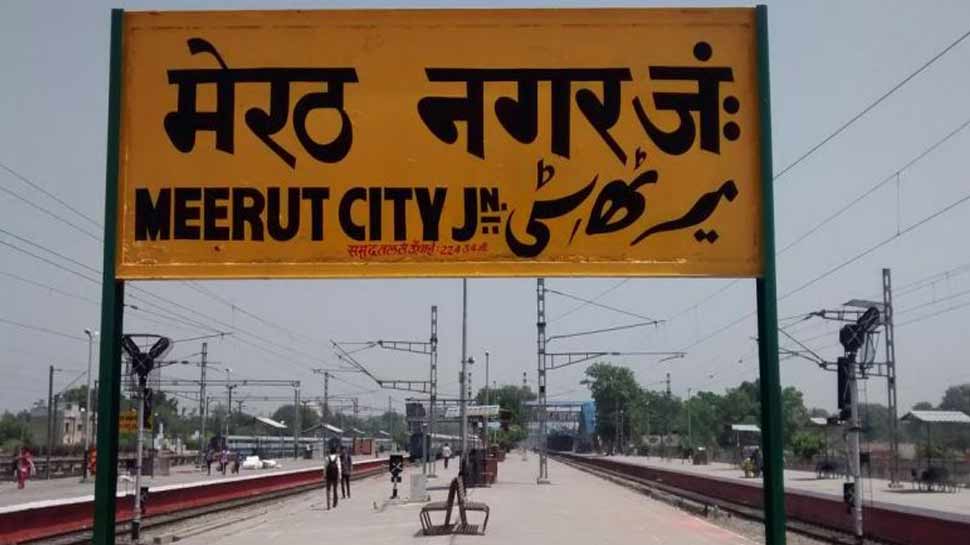 मेरठ नगर जं॰
MEERUT CITY JN.
میرٹھ سٹی
समुद्र तल से ऊँचाई: 224.34 मी